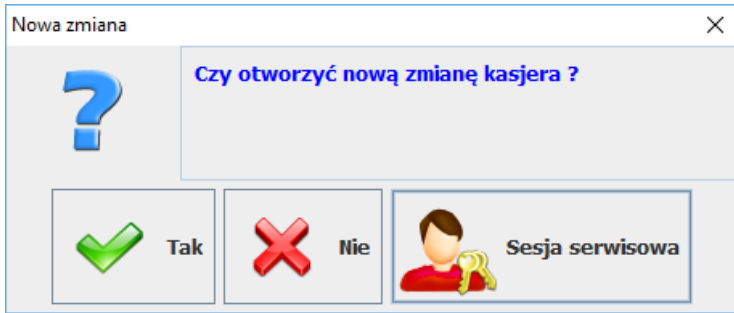 Nowa zmiana
Czy otworzyć nową zmianę kasjera ?
Tak
Nie
Sesja serwisowa